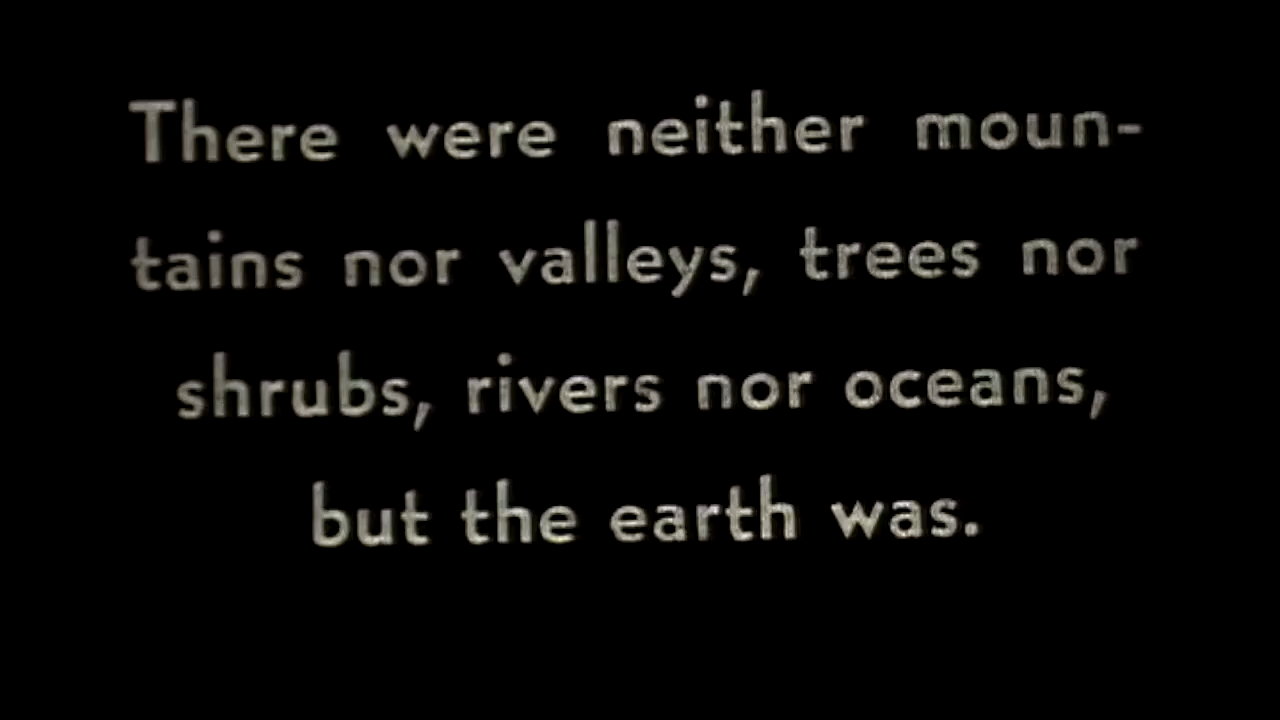 There were neither moun-
tains nor valleys, trees nor
shrubs, rivers nor oceans,
but the earth was.